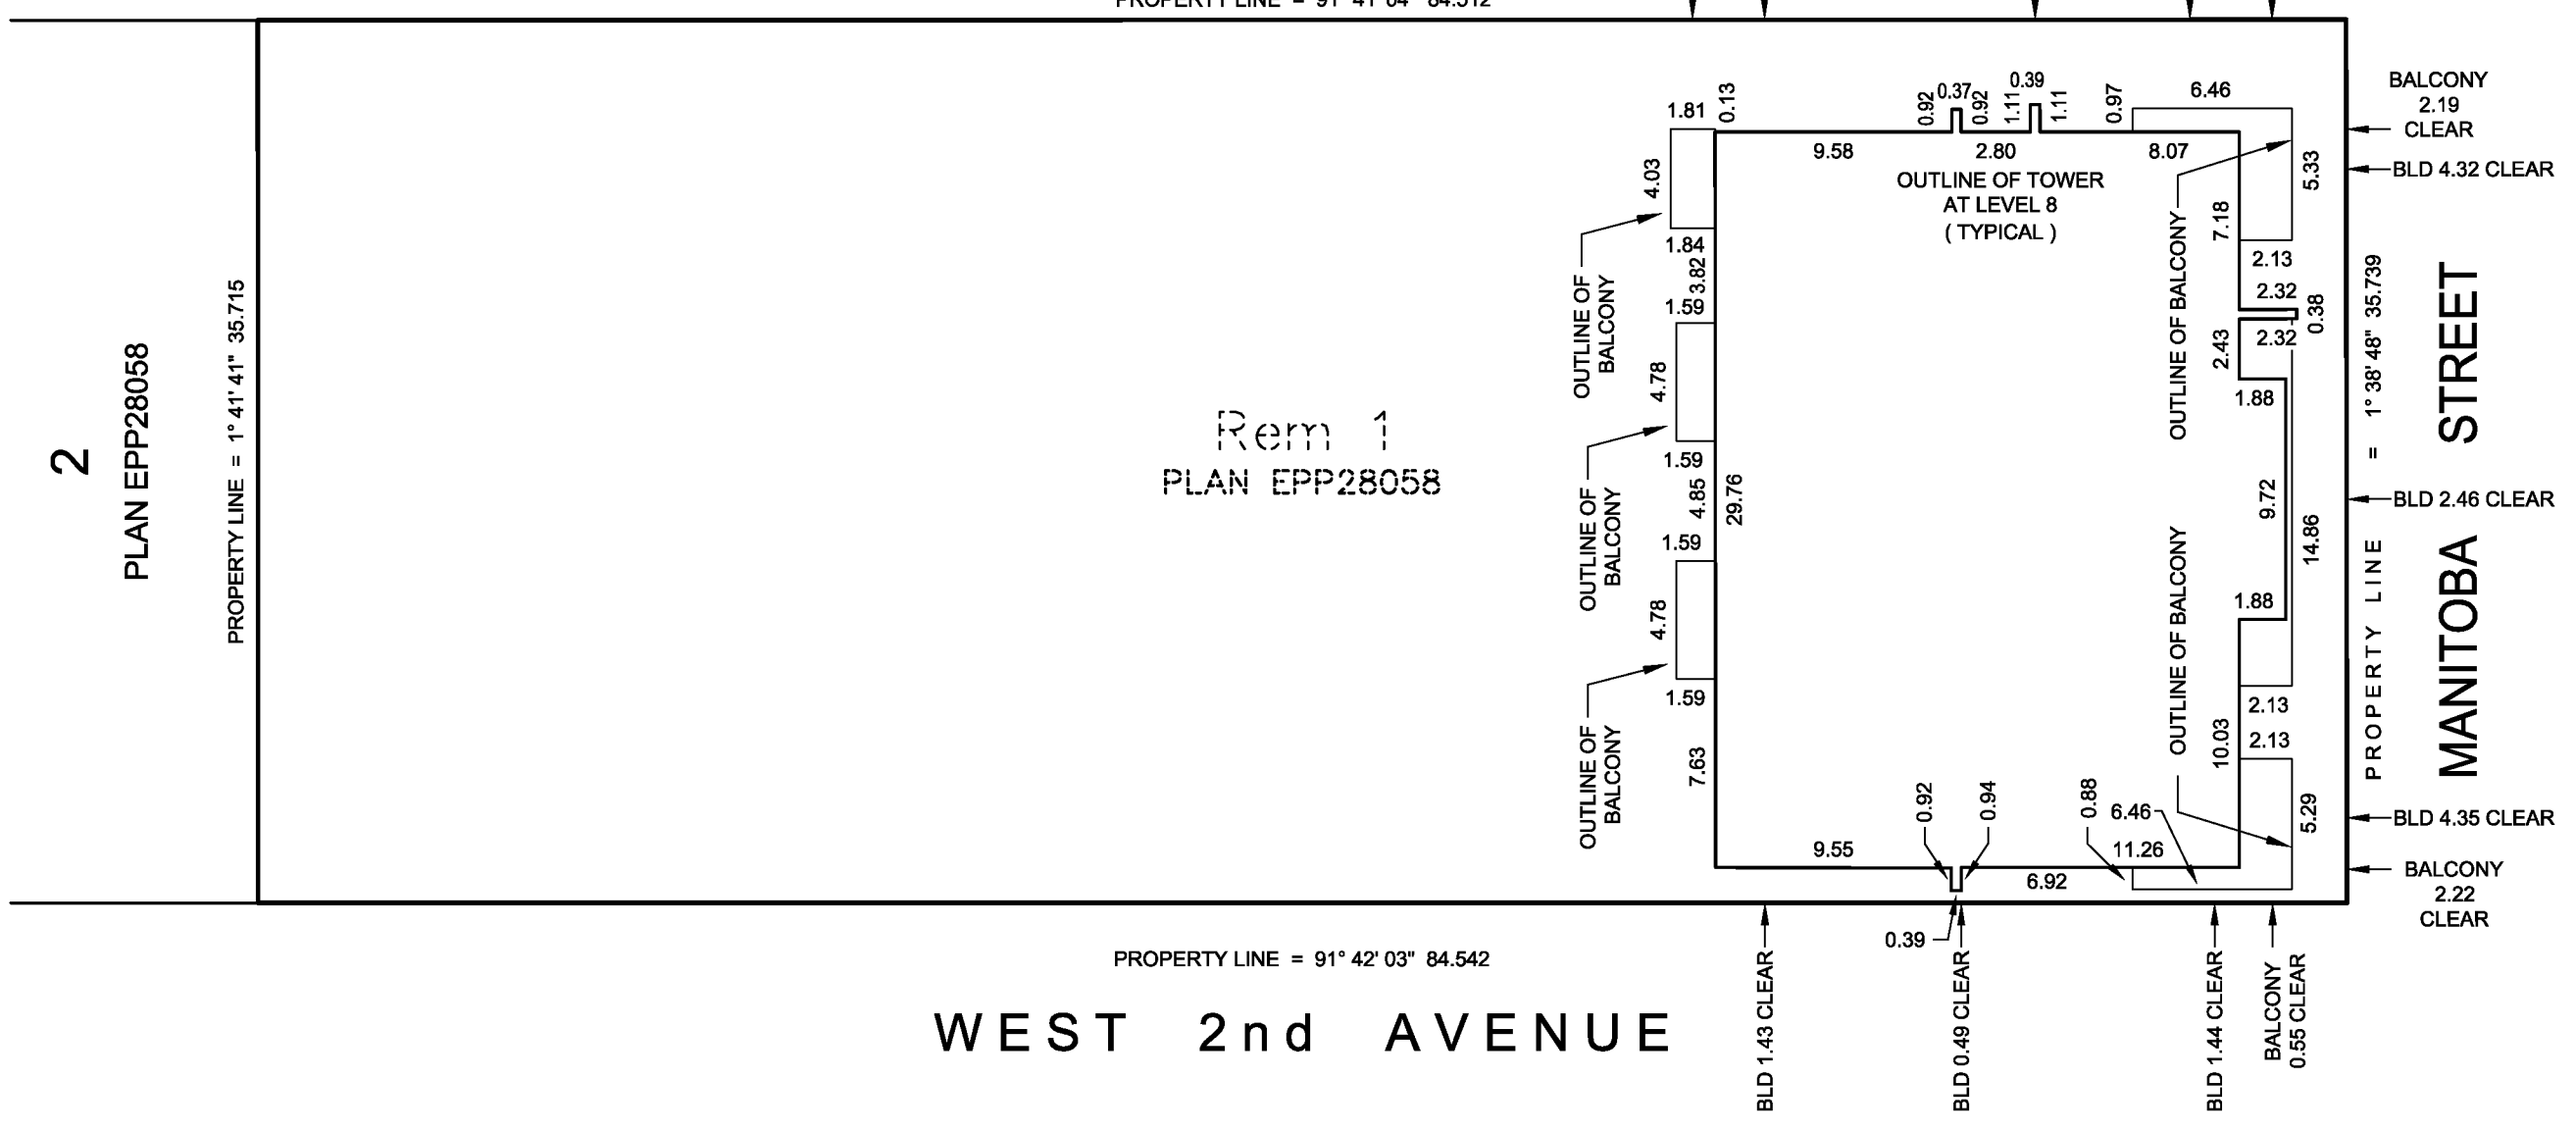 PROPERTY LINE = 91° 41' 04" 84.512
BALCONY
2.19
CLEAR
BLD 4.32 CLEAR
1.81
0.13
0.92
0.37
0.92
1.11
0.39
1.11
0.97
6.46
9.58
2.80
8.07
OUTLINE OF TOWER
AT LEVEL 8
( TYPICAL )
4.03
1.84
3.82
1.59
OUTLINE OF
BALCONY
4.78
1.59
4.85
29.76
OUTLINE OF
BALCONY
1.59
4.78
1.59
7.63
OUTLINE OF
BALCONY
5.33
7.18
OUTLINE OF BALCONY
2.13
2.32
0.38
2.32
2.43
1.88
9.72
14.86
1.88
2.13
2.13
10.03
OUTLINE OF BALCONY
5.29
0.92
0.94
0.88
6.46
9.55
11.26
6.92
0.39
2
PLAN EPP28058
PROPERTY LINE = 1° 41' 41" 35.715
Rem 1
PLAN EPP28058
PROPERTY LINE = 1° 38' 48" 35.739
MANITOBA STREET
BLD 2.46 CLEAR
BLD 4.35 CLEAR
BALCONY
2.22
CLEAR
PROPERTY LINE = 91° 42' 03" 84.542
WEST 2nd AVENUE
BLD 1.43 CLEAR
BLD 0.49 CLEAR
BLD 1.44 CLEAR
BALCONY
0.55 CLEAR